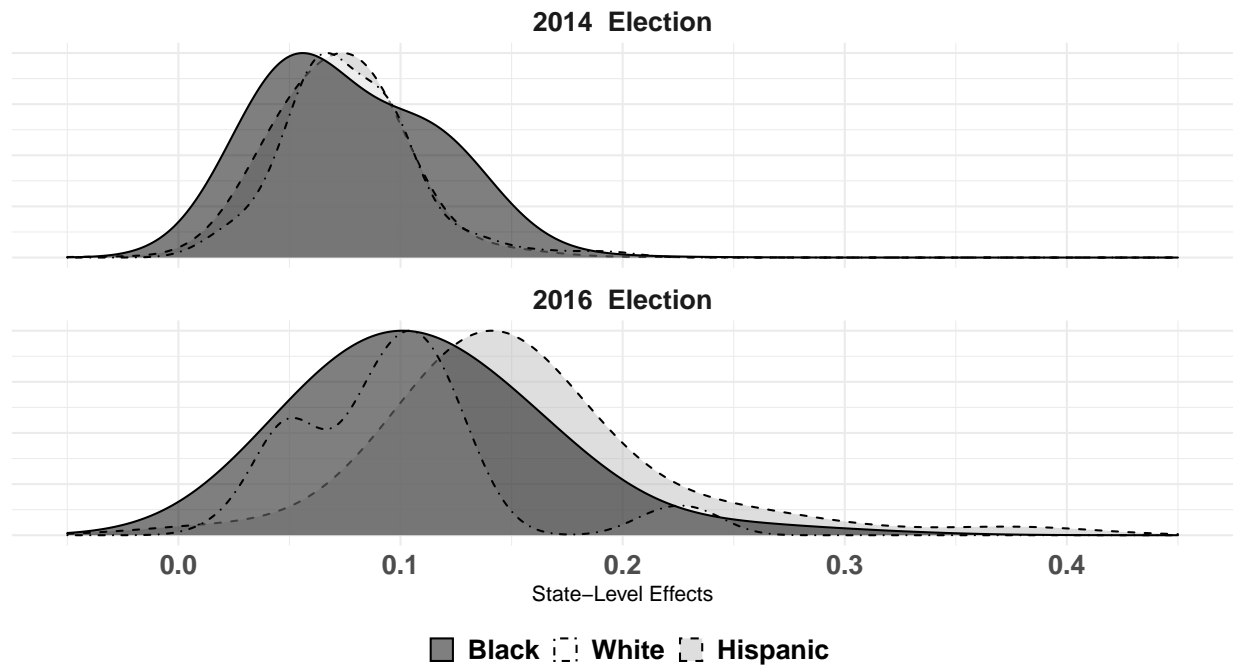 2014 Election
2016 Election
0.0 0.1 0.2 0.3 0.4
State−Level Effects
Black White Hispanic